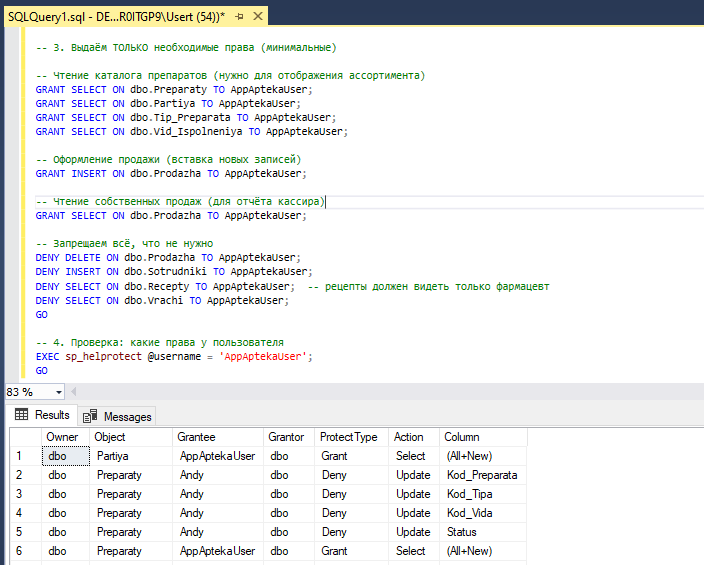 SQLQuery1.sql - DE...R0ITGP9\Usert (54))*
-- 3. Выдаём ТОЛЬКО необходимые права (минимальные)
-- Чтение каталога препаратов (нужно для отображения ассортимента)
GRANT SELECT ON dbo.Preparaty TO AppAptekaUser;
GRANT SELECT ON dbo.Partiya TO AppAptekaUser;
GRANT SELECT ON dbo.Tip_Preparata TO AppAptekaUser;
GRANT SELECT ON dbo.Vid_Ispolneniya TO AppAptekaUser;
-- Оформление продажи (вставка новых записей)
GRANT INSERT ON dbo.Prodazha TO AppAptekaUser;
-- Чтение собственных продаж (для отчёта кассира)
GRANT SELECT ON dbo.Prodazha TO AppAptekaUser;
-- Запрещаем всё, что не нужно
DENY DELETE ON dbo.Prodazha TO AppAptekaUser;
DENY INSERT ON dbo.Sotrudniki TO AppAptekaUser;
DENY SELECT ON dbo.Recepty TO AppAptekaUser; -- рецепты должен видеть только фармацевт
DENY SELECT ON dbo.Vrachi TO AppAptekaUser;
GO
-- 4. Проверка: какие права у пользователя
EXEC sp_helprotect @username = 'AppAptekaUser';
GO
83 %
Results Messages
Owner Object Grantee Grantor ProtectType Action Column
1 dbo Partiya AppAptekaUser dbo Grant Select (All+New)
2 dbo Preparaty Andy dbo Deny Update Kod_Preparata
3 dbo Preparaty Andy dbo Deny Update Kod_Tipa
4 dbo Preparaty Andy dbo Deny Update Kod_Vida
5 dbo Preparaty Andy dbo Deny Update Status
6 dbo Preparaty AppAptekaUser dbo Grant Select (All+New)